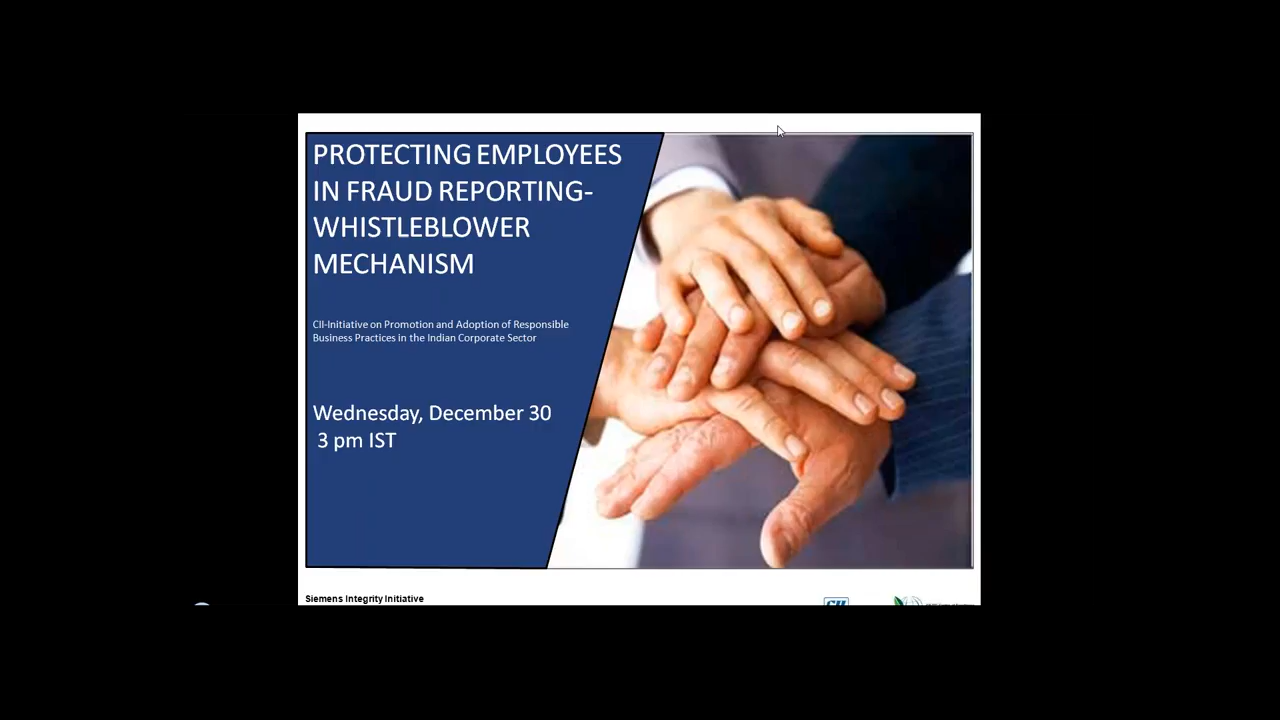 PROTECTING EMPLOYEES
IN FRAUD REPORTING-
WHISTLEBLOWER
MECHANISM
CII-Initiative on Promotion and Adoption of Responsible
Business Practices in the Indian Corporate Sector
Wednesday, December 30
3 pm IST
Siemens Integrity Initiative